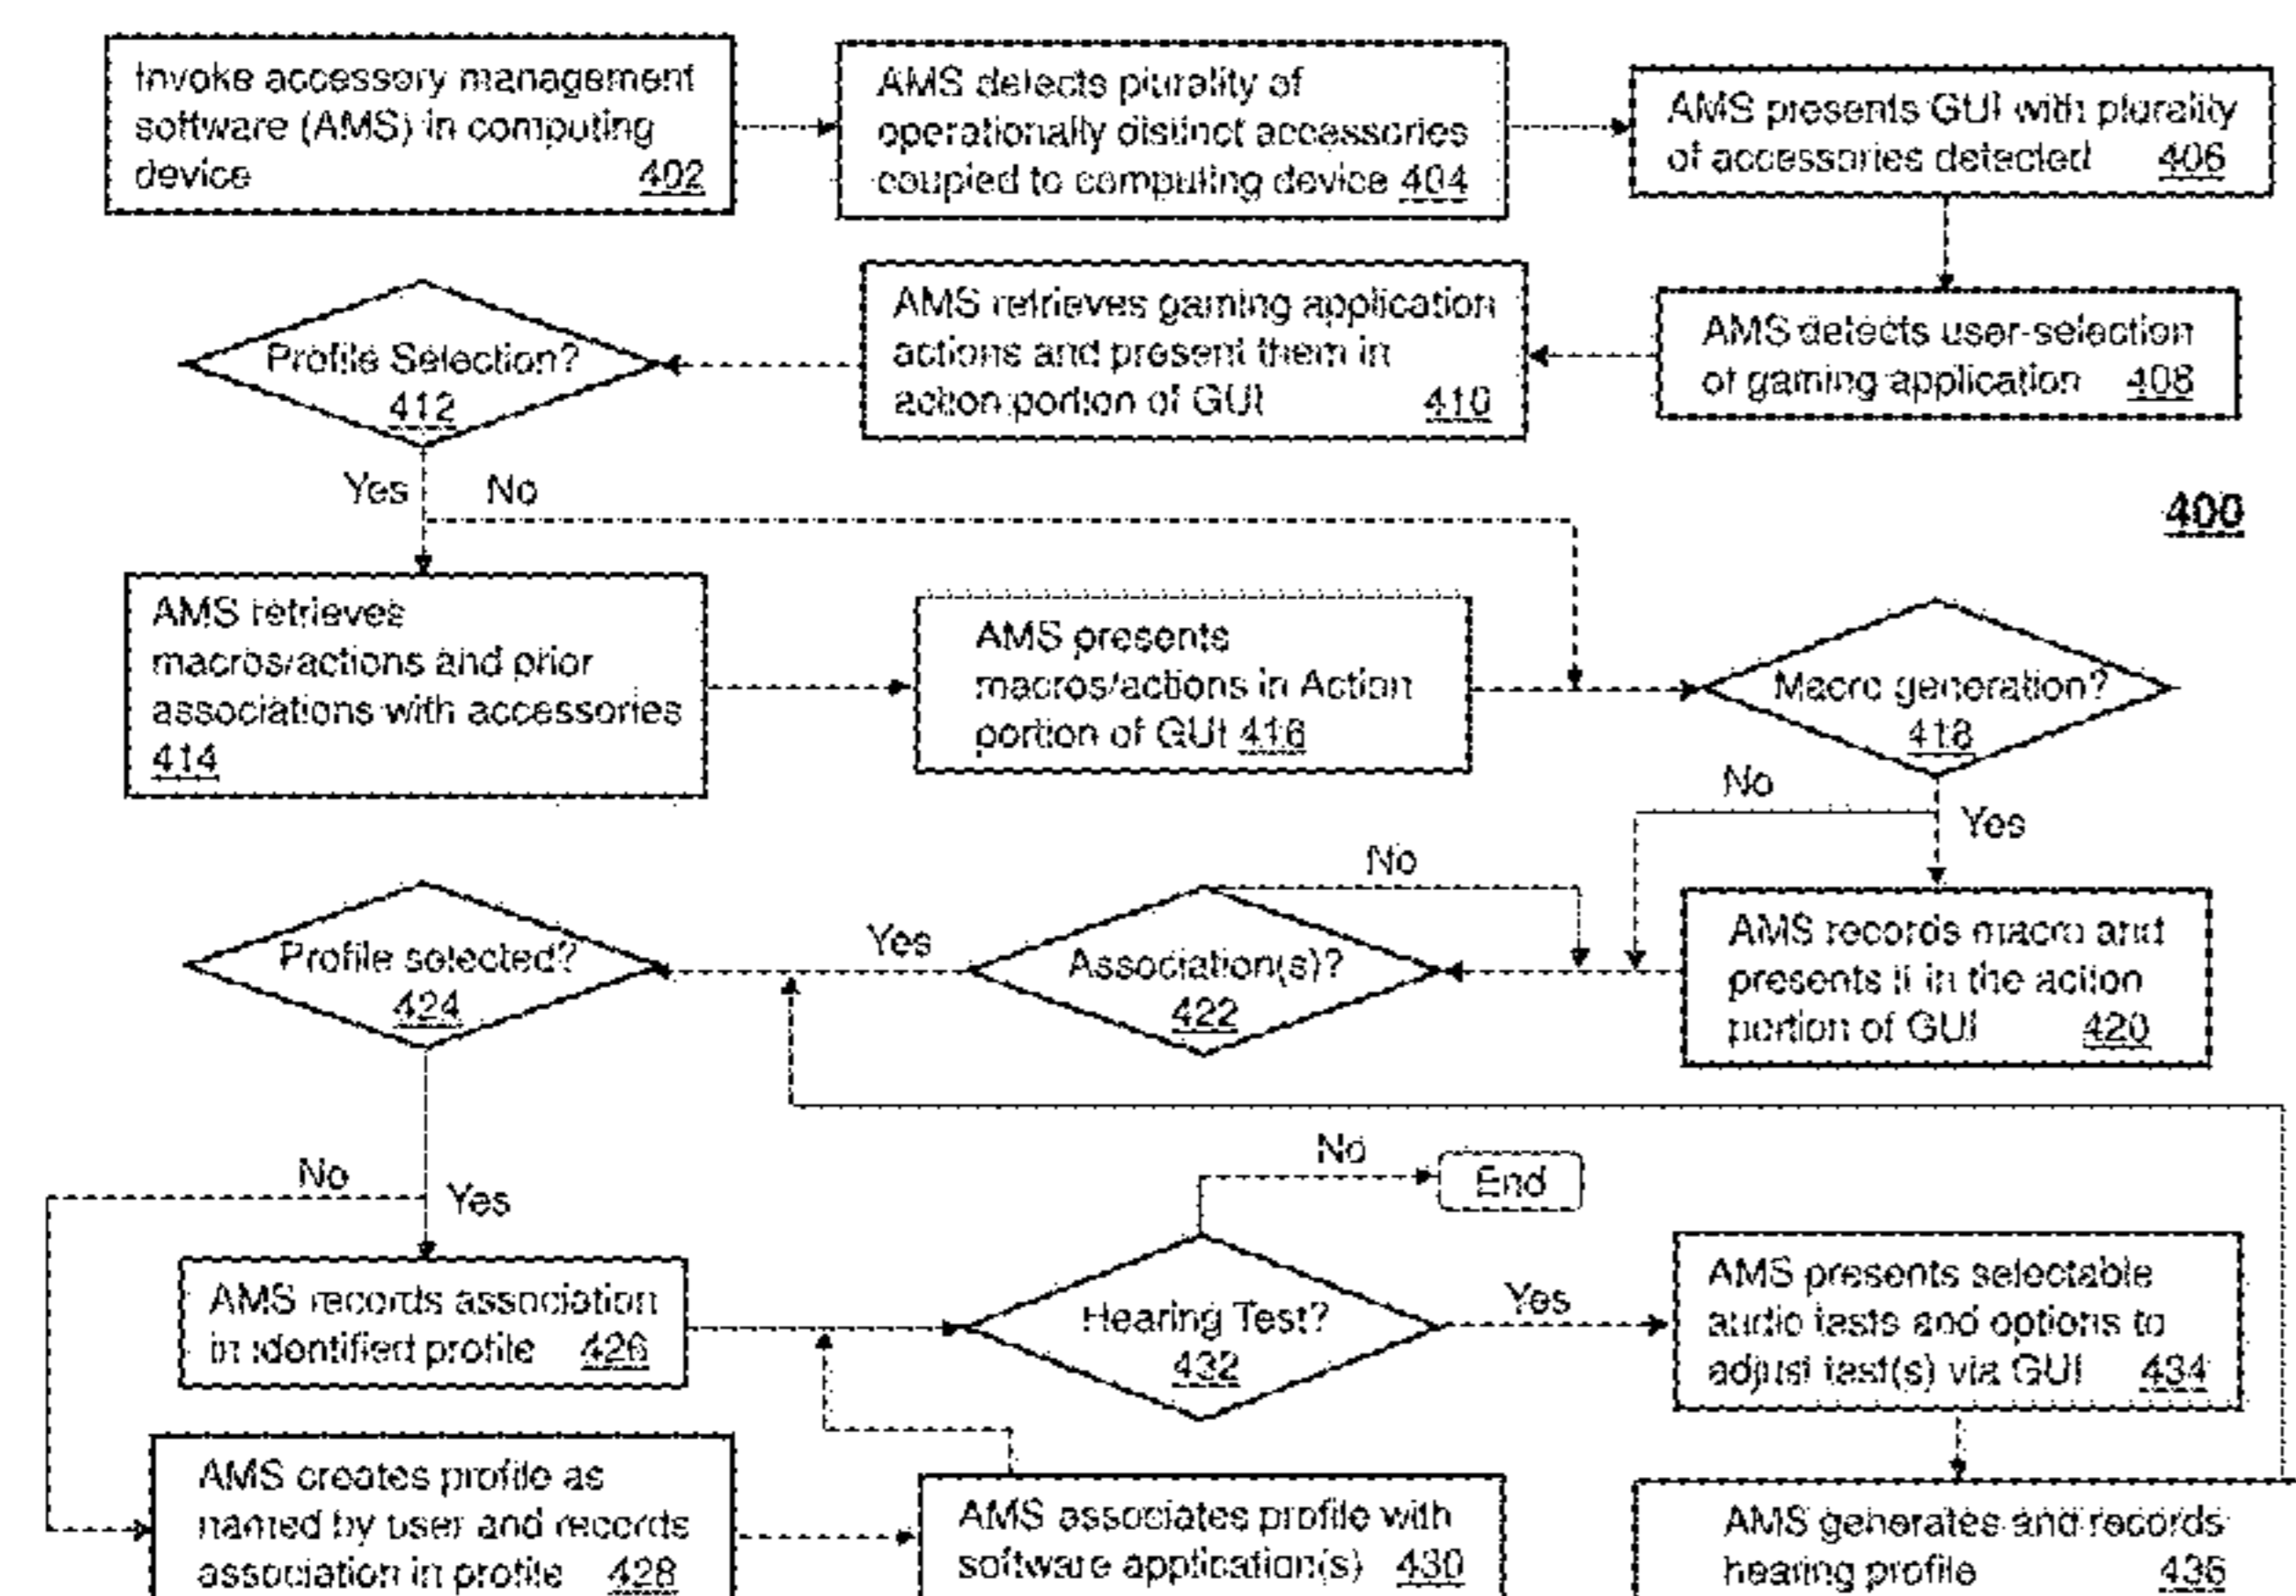 Invoke accessory management
software (AMS) in computing
device 402
AMS detects plurality of
operationally distinct accessories
coupled to computing device 404
AMS presents GUI with plurality
of accessories detected 406
AMS detects user-selection
of gaming application 408
AMS retrieves gaming application
actions and present them in
action portion of GUI 410
Profile Selection?
412
Yes
No
400
AMS retrieves
macros/actions and prior
associations with accessories
414
AMS presents
macros/actions in Action
portion of GUI 416
Macro generation?
418
No
Yes
AMS records macro and
presents it in the action
portion of GUI 420
No
Association(s)?
422
Yes
Profile selected?
424
No
Yes
AMS records association
in identified profile 426
AMS creates profile as
named by user and records
association in profile 428
AMS associates profile with
software application(s) 430
Hearing Test?
432
No
End
Yes
AMS presents selectable
audio tests and options to
adjust test(s) via GUI 434
AMS generates and records
hearing profile 436